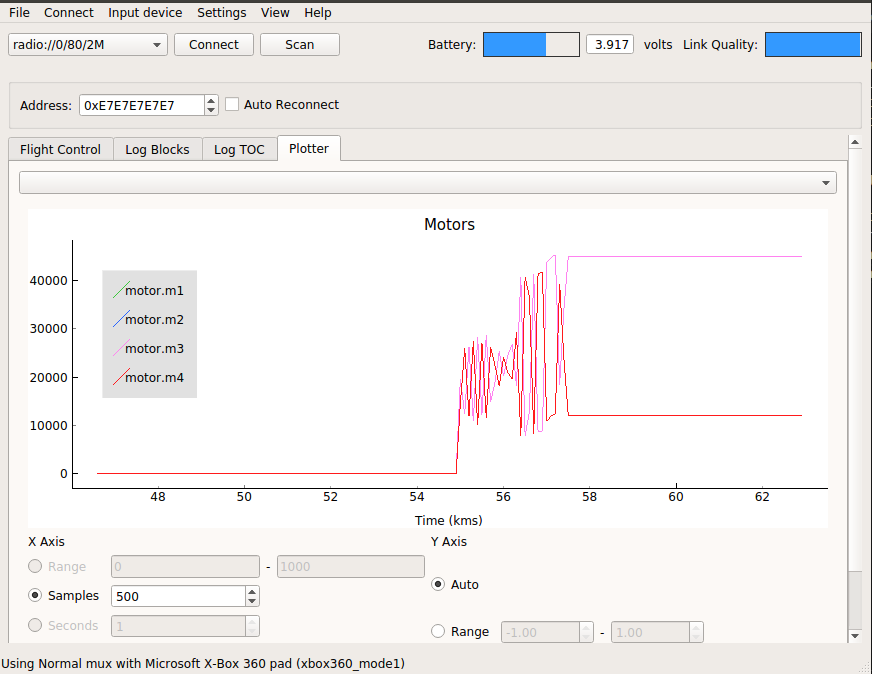 File Connect Input device Settings View Help
radio://0/80/2M Connect Scan Battery: 3.917 volts Link Quality:
Address: 0xE7E7E7E7E7 Auto Reconnect
Flight Control Log Blocks Log TOC Plotter
Motors
motor.m1
motor.m2
motor.m3
motor.m4
40000
30000
20000
10000
0
48 50 52 54 56 58 60 62
Time (kms)
X Axis Y Axis
Range 0 - 1000
Auto
Samples 500
Seconds 1
Range -1.00 - 1.00
Using Normal mux with Microsoft X-Box 360 pad (xbox360_mode1)